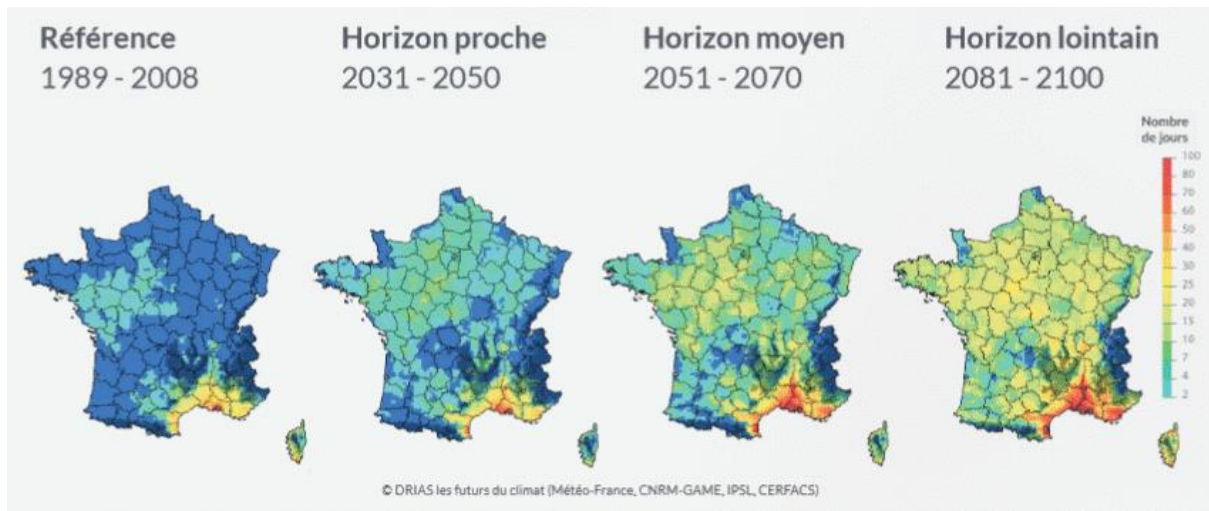 Référence
1989 - 2008
Horizon proche
2031 - 2050
Horizon moyen
2051 - 2070
Horizon lointain
2081 - 2100
Nombre
de jours
100
80
70
60
50
40
30
25
20
15
10
7
4
2
© DRIAS les futurs du climat (Météo-France, CNRM-GAME, IPSL, CERFACS)